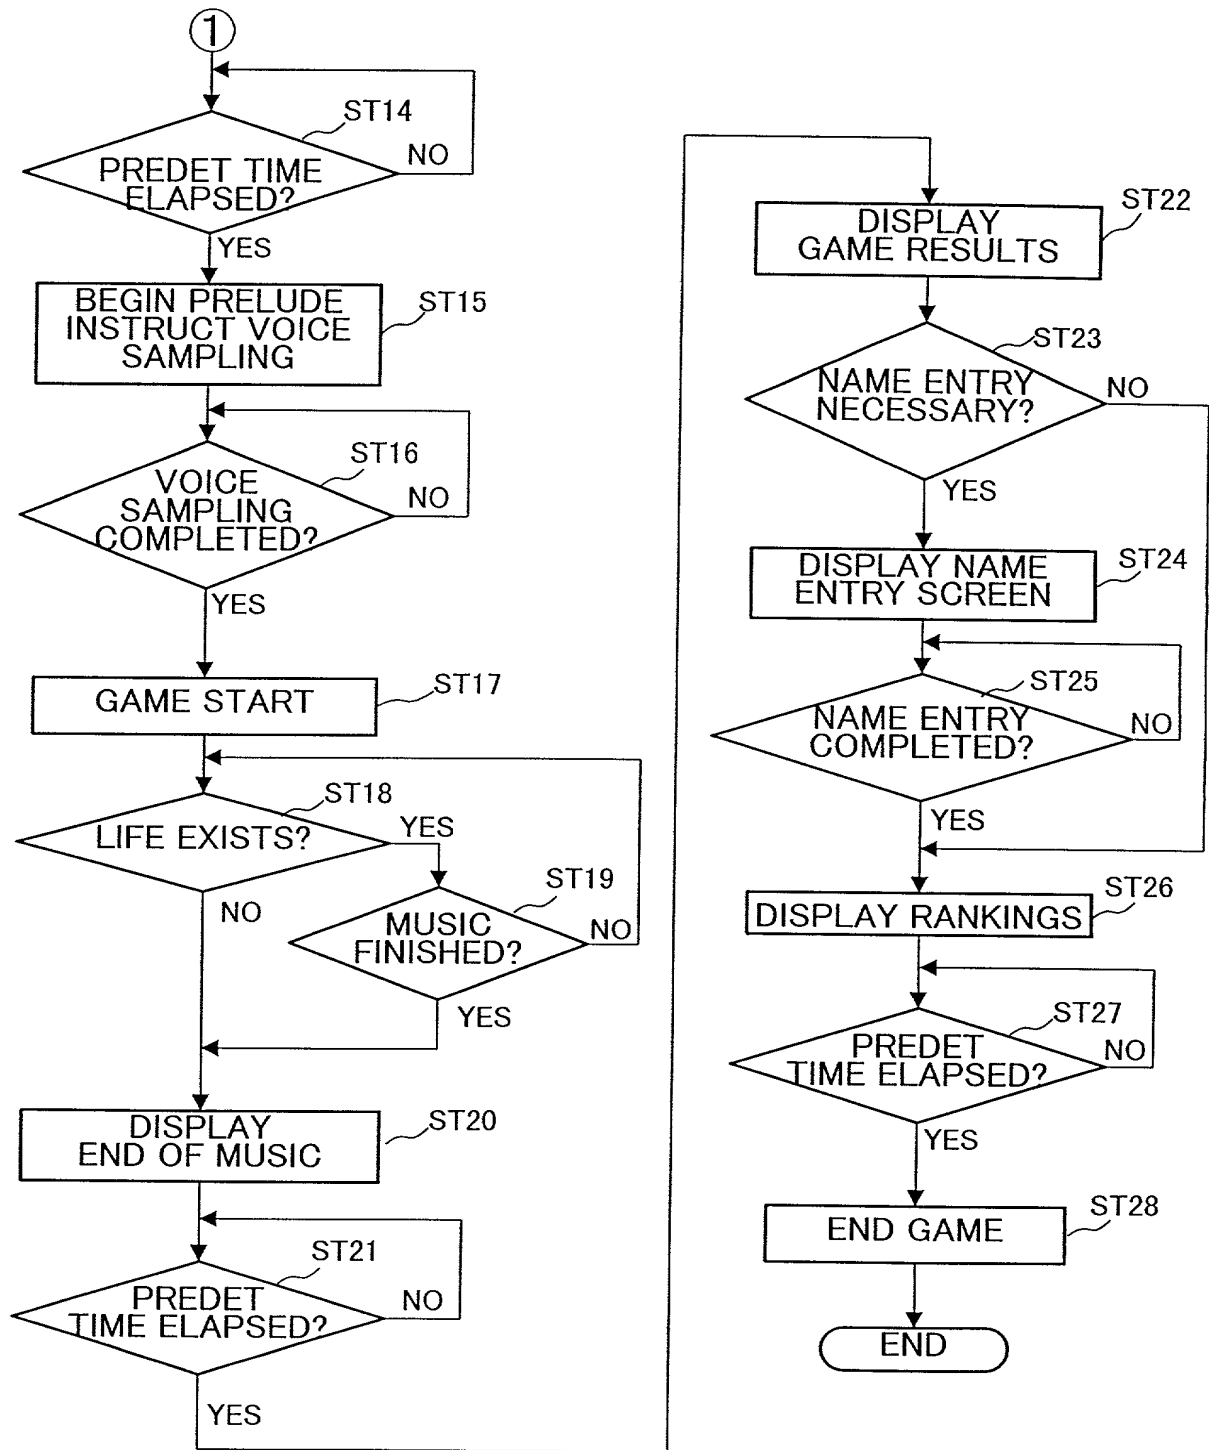 1
ST14
PREDET TIME
ELAPSED?
NO
YES
BEGIN PRELUDE
INSTRUCT VOICE
SAMPLING
ST15
ST16
VOICE
SAMPLING
COMPLETED?
NO
YES
GAME START
ST17
ST18
LIFE EXISTS?
YES
NO
ST19
MUSIC
FINISHED?
NO
YES
DISPLAY
END OF MUSIC
ST20
ST21
PREDET
TIME ELAPSED?
NO
YES
DISPLAY
GAME RESULTS
ST22
ST23
NAME ENTRY
NECESSARY?
NO
YES
DISPLAY NAME
ENTRY SCREEN
ST24
ST25
NAME ENTRY
COMPLETED?
NO
YES
DISPLAY RANKINGS
ST26
ST27
PREDET
TIME ELAPSED?
NO
YES
END GAME
ST28
END